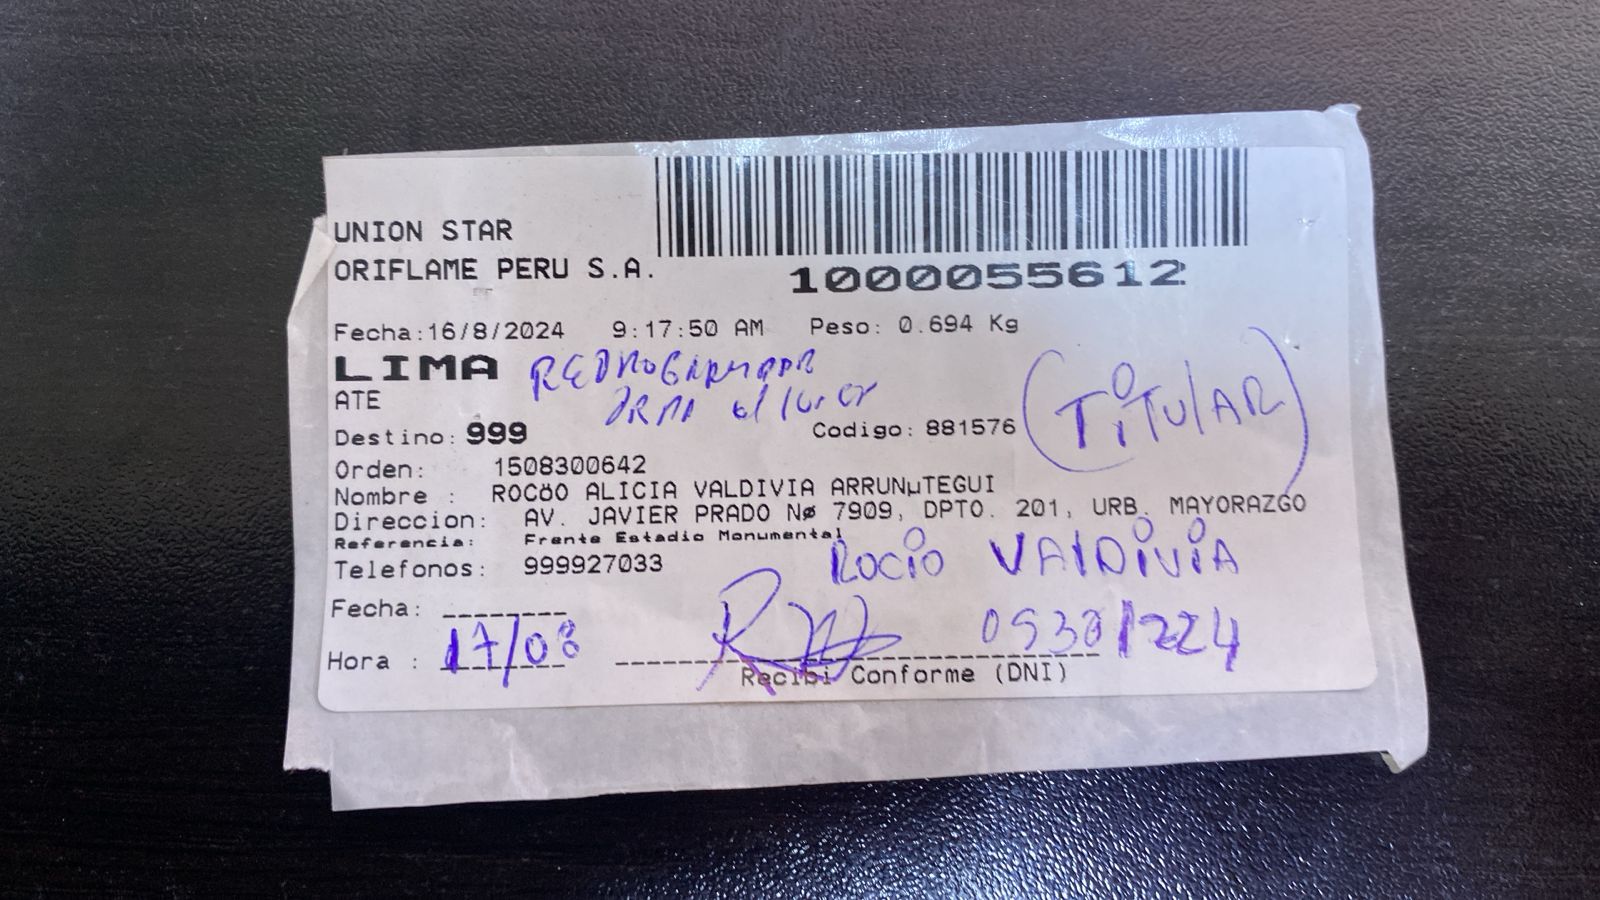 UNION STAR
ORIFLAME PERU S.A.
1000055612
Fecha:16/8/2024 9:17:50 AM Peso: 0.694 Kg
LIMA
ATE
(TiTUlAR)
Destino: 999 Codigo: 881576
Orden: 1508300642
Nombre : ROCöO ALICIA VALDIVIA ARRUNµTEGUI
Direccion: AV. JAVIER PRADO Nø 7909, DPTO. 201, URB. MAYORAZGO
Referencia: Frente Estadio Monumental
Telefonos: 999927033
ROCiO VAlDiViA
Fecha: --------
Hora : 17/08
Recibi Conforme (DNI)